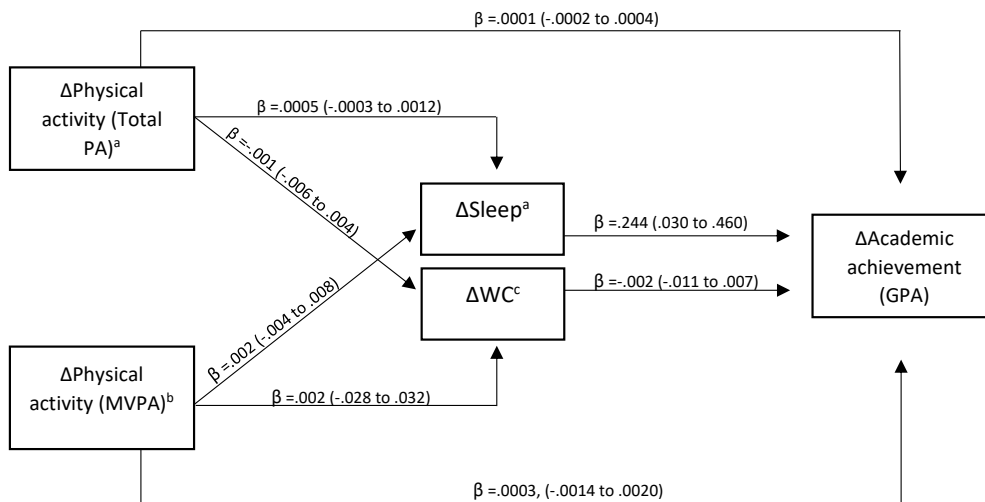 β =.0001 (-.0002 to .0004)
ΔPhysical
activity (Total
PA)ᵃ
β =.0005 (-.0003 to .0012)
β =-.001 (-.006 to .004)
ΔSleepᵃ
β =.244 (.030 to .460)
ΔAcademic
achievement
(GPA)
ΔWCᶜ
β =-.002 (-.011 to .007)
β =.002 (-.004 to .008)
ΔPhysical
activity (MVPA)ᵇ
β =.002 (-.028 to .032)
β =.0003, (-.0014 to .0020)